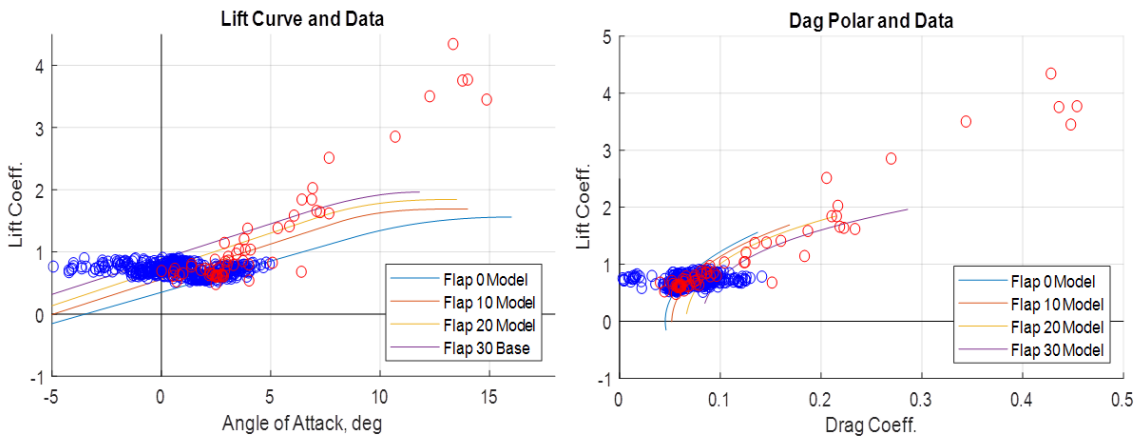 Lift Curve and Data
4
3
2
1
0
-1
-5
0
5
10
15
Lift Coeff.
Angle of Attack, deg
Flap 0 Model
Flap 10 Model
Flap 20 Model
Flap 30 Base
Dag Polar and Data
5
4
3
2
1
0
-1
0
0.1
0.2
0.3
0.4
0.5
Lift Coeff.
Drag Coeff.
Flap 0 Model
Flap 10 Model
Flap 20 Model
Flap 30 Model